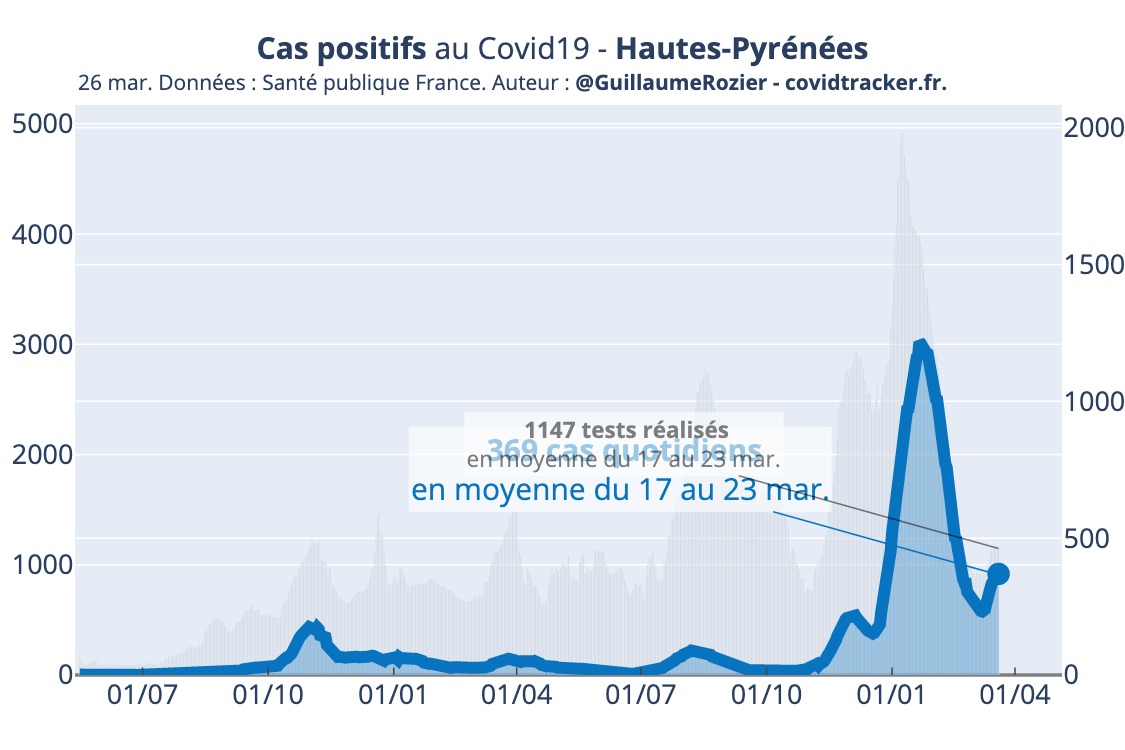 Cas positifs au Covid19 - Hautes-Pyrénées
26 mar. Données : Santé publique France. Auteur : @GuillaumeRozier - covidtracker.fr.
5000
4000
3000
2000
1000
0
2000
1500
1000
500
0
1147 tests réalisés
369 cas quotidiens
en moyenne du 17 au 23 mar.
en moyenne du 17 au 23 mar.
01/07 01/10 01/01 01/04 01/07 01/10 01/01 01/04